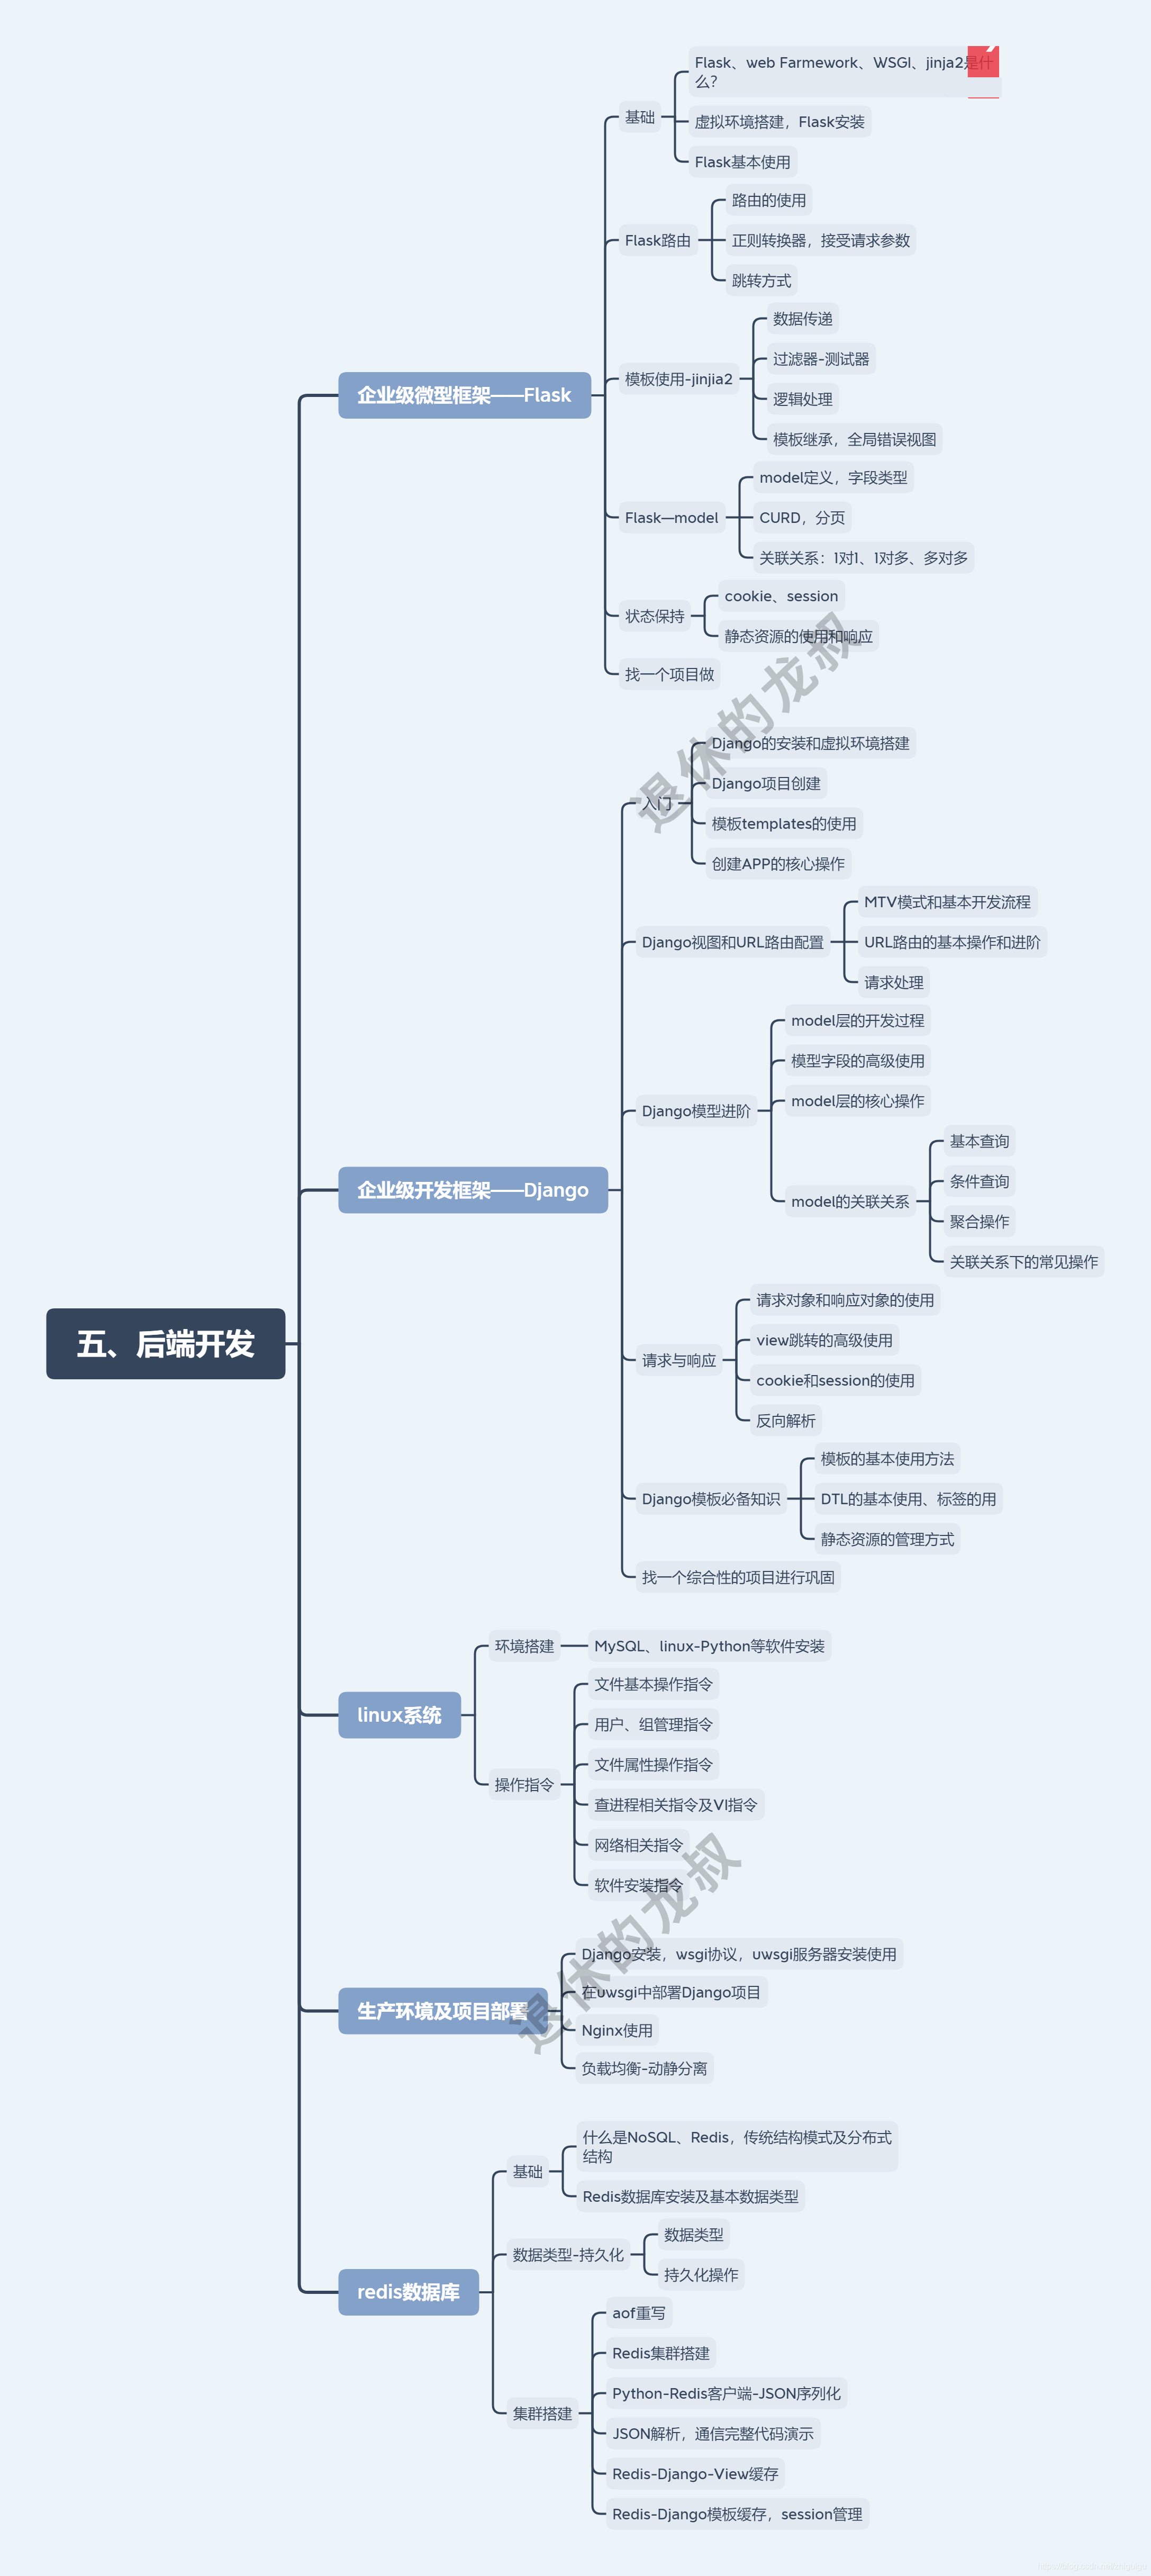 五、后端开发
企业级微型框架——Flask
基础
Flask、web Farmework、WSGI、jinja2是什
么？
虚拟环境搭建，Flask安装
Flask基本使用
Flask路由
路由的使用
正则转换器，接受请求参数
跳转方式
模板使用-jinjia2
数据传递
过滤器-测试器
逻辑处理
模板继承，全局错误视图
Flask—model
model定义，字段类型
CURD，分页
关联关系：1对1、1对多、多对多
状态保持
cookie、session
静态资源的使用和响应
找一个项目做
企业级开发框架——Django
入门
Django的安装和虚拟环境搭建
Django项目创建
模板templates的使用
创建APP的核心操作
Django视图和URL路由配置
MTV模式和基本开发流程
URL路由的基本操作和进阶
请求处理
Django模型进阶
model层的开发过程
模型字段的高级使用
model层的核心操作
model的关联关系
基本查询
条件查询
聚合操作
关联关系下的常见操作
请求与响应
请求对象和响应对象的使用
view跳转的高级使用
cookie和session的使用
反向解析
Django模板必备知识
模板的基本使用方法
DTL的基本使用、标签的用
静态资源的管理方式
找一个综合性的项目进行巩固
linux系统
环境搭建
MySQL、linux-Python等软件安装
操作指令
文件基本操作指令
用户、组管理指令
文件属性操作指令
查进程相关指令及VI指令
网络相关指令
软件安装指令
生产环境及项目部署
Django安装，wsgi协议，uwsgi服务器安装使用
在uwsgi中部署Django项目
Nginx使用
负载均衡-动静分离
redis数据库
基础
什么是NoSQL、Redis，传统结构模式及分布式
结构
Redis数据库安装及基本数据类型
数据类型-持久化
数据类型
持久化操作
集群搭建
aof重写
Redis集群搭建
Python-Redis客户端-JSON序列化
JSON解析，通信完整代码演示
Redis-Django-View缓存
Redis-Django模板缓存，session管理
退休的龙叔
退休的龙叔